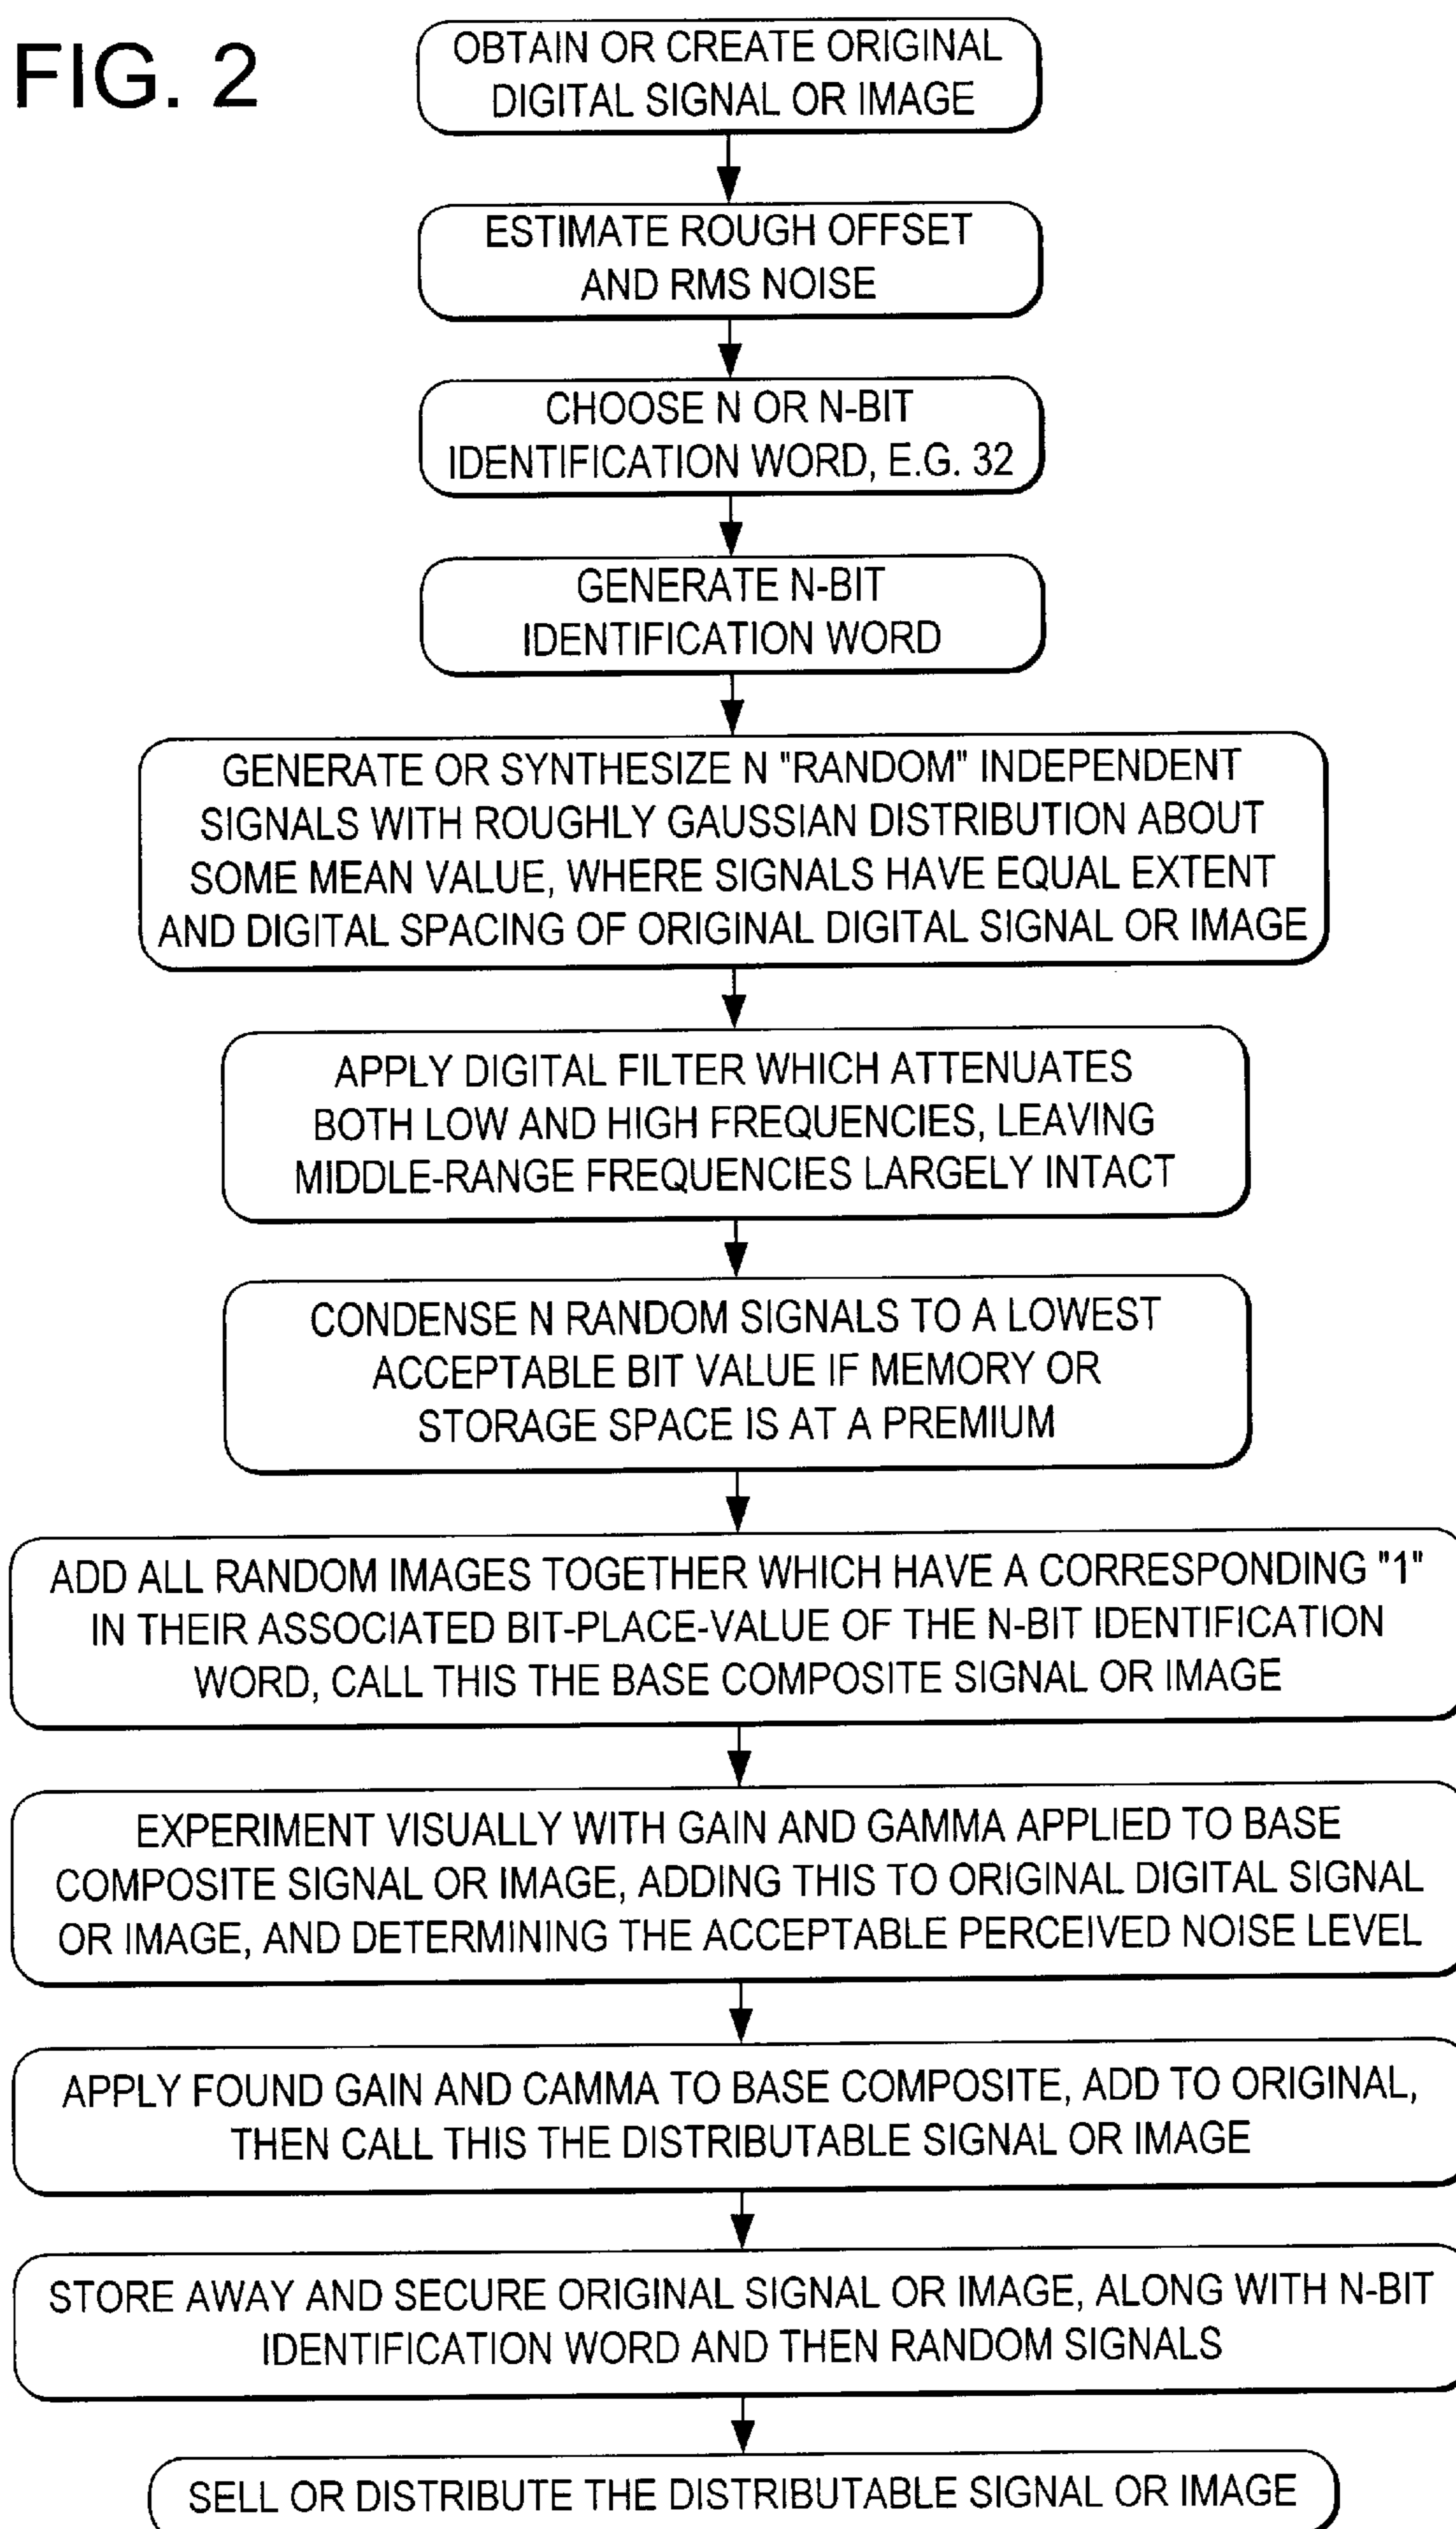 FIG. 2
OBTAIN OR CREATE ORIGINAL
DIGITAL SIGNAL OR IMAGE
ESTIMATE ROUGH OFFSET
AND RMS NOISE
CHOOSE N OR N-BIT
IDENTIFICATION WORD, E.G. 32
GENERATE N-BIT
IDENTIFICATION WORD
GENERATE OR SYNTHESIZE N "RANDOM" INDEPENDENT
SIGNALS WITH ROUGHLY GAUSSIAN DISTRIBUTION ABOUT
SOME MEAN VALUE, WHERE SIGNALS HAVE EQUAL EXTENT
AND DIGITAL SPACING OF ORIGINAL DIGITAL SIGNAL OR IMAGE
APPLY DIGITAL FILTER WHICH ATTENUATES
BOTH LOW AND HIGH FREQUENCIES, LEAVING
MIDDLE-RANGE FREQUENCIES LARGELY INTACT
CONDENSE N RANDOM SIGNALS TO A LOWEST
ACCEPTABLE BIT VALUE IF MEMORY OR
STORAGE SPACE IS AT A PREMIUM
ADD ALL RANDOM IMAGES TOGETHER WHICH HAVE A CORRESPONDING "1"
IN THEIR ASSOCIATED BIT-PLACE-VALUE OF THE N-BIT IDENTIFICATION
WORD, CALL THIS THE BASE COMPOSITE SIGNAL OR IMAGE
EXPERIMENT VISUALLY WITH GAIN AND GAMMA APPLIED TO BASE
COMPOSITE SIGNAL OR IMAGE, ADDING THIS TO ORIGINAL DIGITAL SIGNAL
OR IMAGE, AND DETERMINING THE ACCEPTABLE PERCEIVED NOISE LEVEL
APPLY FOUND GAIN AND CAMMA TO BASE COMPOSITE, ADD TO ORIGINAL,
THEN CALL THIS THE DISTRIBUTABLE SIGNAL OR IMAGE
STORE AWAY AND SECURE ORIGINAL SIGNAL OR IMAGE, ALONG WITH N-BIT
IDENTIFICATION WORD AND THEN RANDOM SIGNALS
SELL OR DISTRIBUTE THE DISTRIBUTABLE SIGNAL OR IMAGE